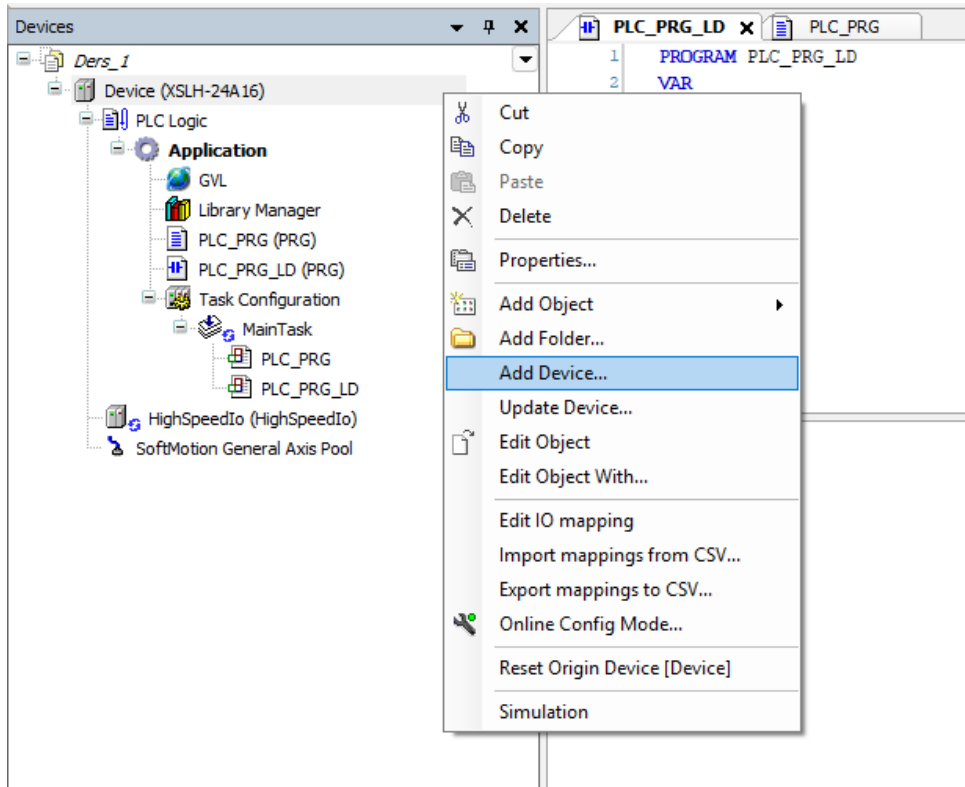 Devices
Ders_1
Device (XSLH-24A16)
PLC Logic
Application
GVL
Library Manager
PLC_PRG (PRG)
PLC_PRG_LD (PRG)
Task Configuration
MainTask
PLC_PRG
PLC_PRG_LD
HighSpeedIo (HighSpeedIo)
SoftMotion General Axis Pool
PLC_PRG_LD
PLC_PRG
1 PROGRAM PLC_PRG_LD
2 VAR
Cut
Copy
Paste
Delete
Properties...
Add Object
Add Folder...
Add Device...
Update Device...
Edit Object
Edit Object With...
Edit IO mapping
Import mappings from CSV...
Export mappings to CSV...
Online Config Mode...
Reset Origin Device [Device]
Simulation